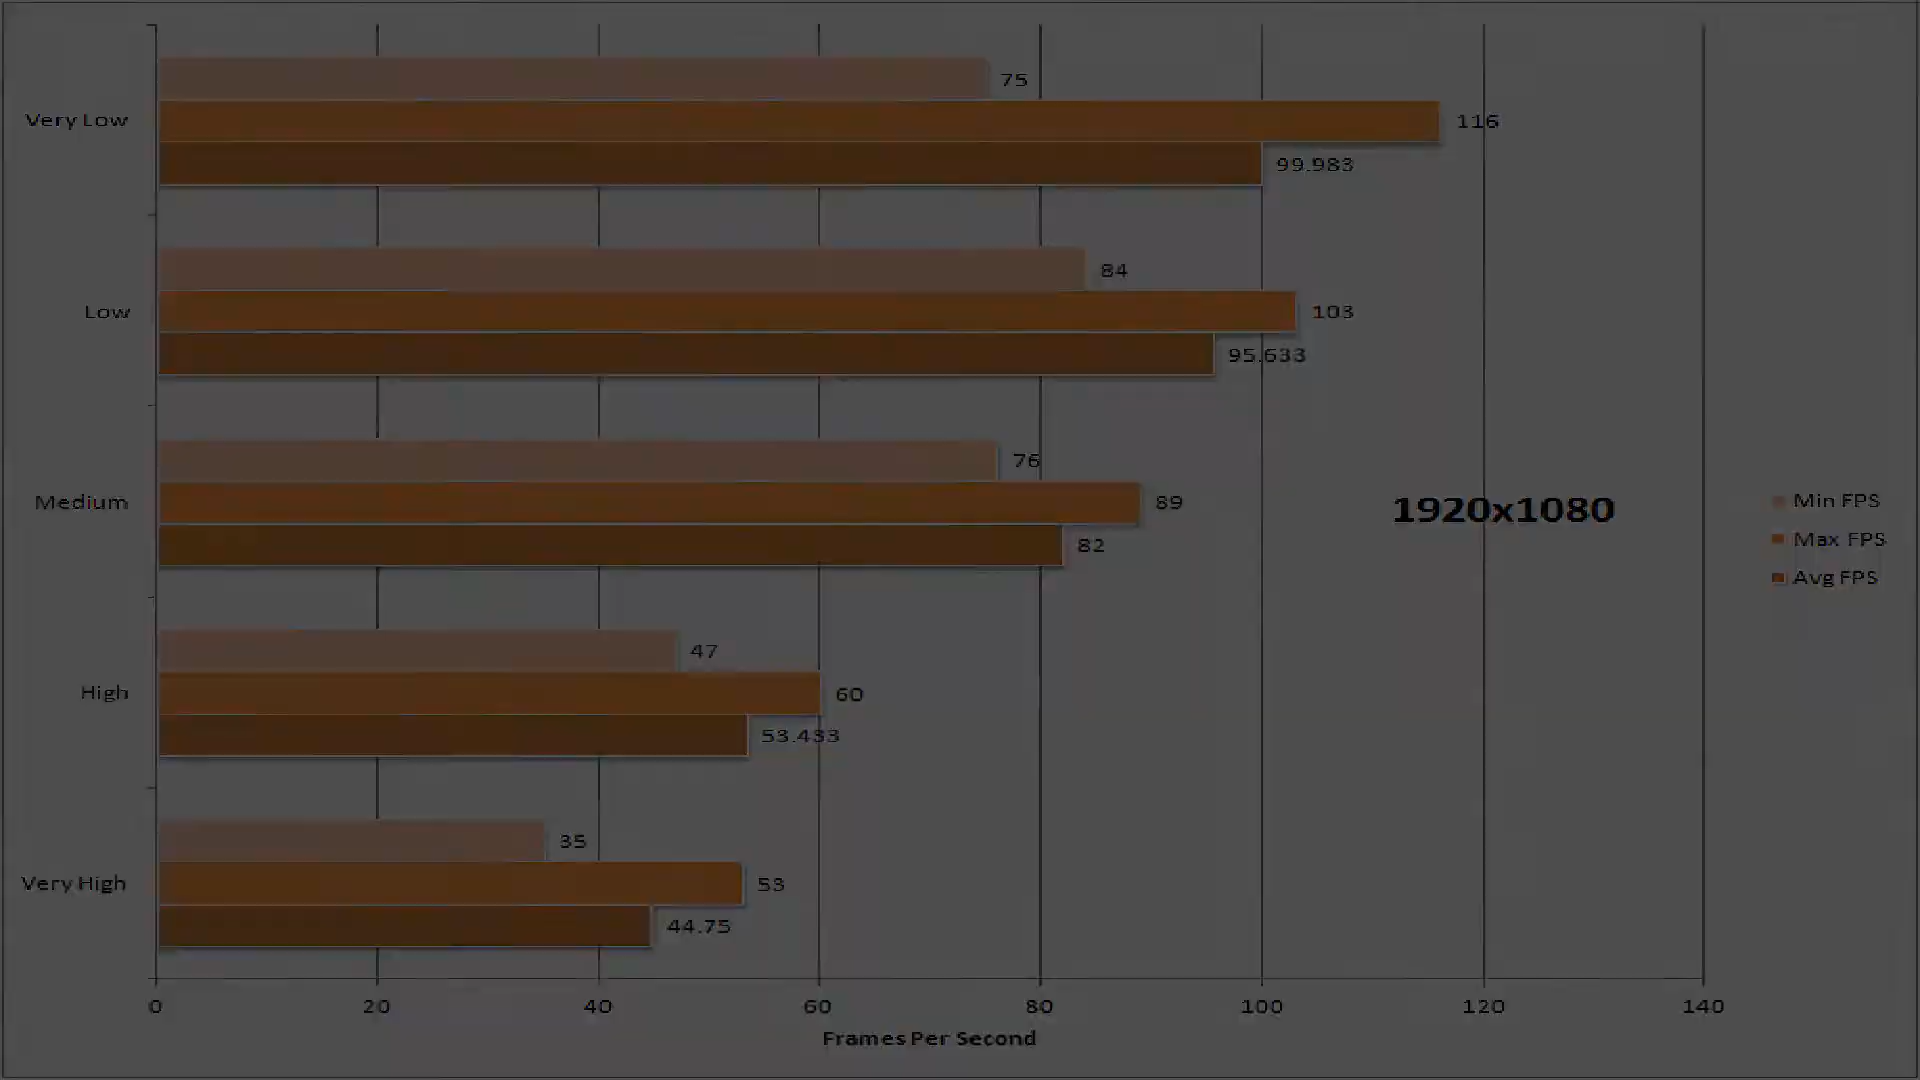 75
Very Low
116
99.983
84
Low
103
95.633
76
Medium
89
82
1920x1080
Min FPS
Max FPS
Avg FPS
47
High
60
53.433
35
Very High
53
44.75
0 20 40 60 80 100 120 140
Frames Per Second